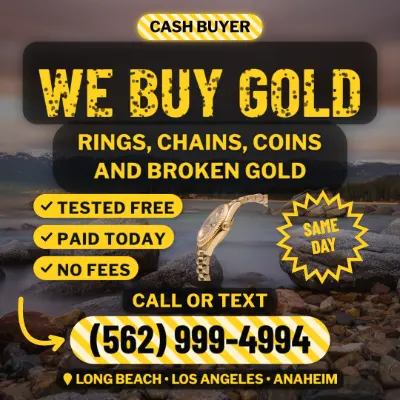 CASH BUYER
WE BUY GOLD
RINGS, CHAINS, COINS
AND BROKEN GOLD
TESTED FREE
PAID TODAY
NO FEES
SAME
DAY
CALL OR TEXT
(562) 999-4994
LONG BEACH • LOS ANGELES • ANAHEIM